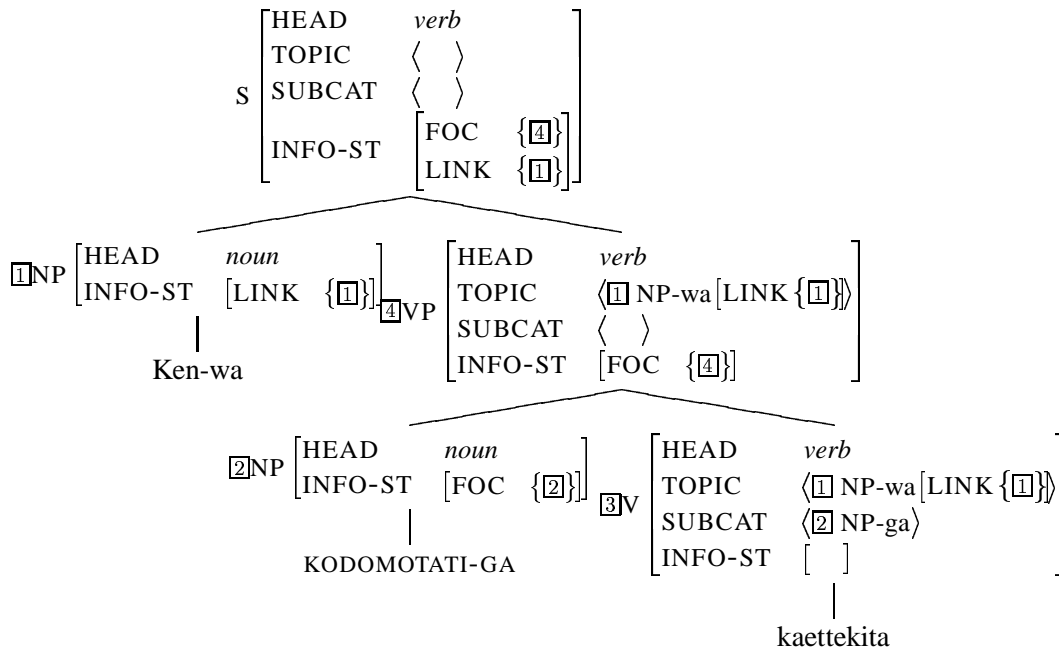 S [HEAD verb
TOPIC ⟨ ⟩
SUBCAT ⟨ ⟩
INFO-ST [FOC {4}
LINK {1}]]
1NP [HEAD noun
INFO-ST [LINK {1}]]
Ken-wa
4VP [HEAD verb
TOPIC ⟨1 NP-wa[LINK {1}]⟩
SUBCAT ⟨ ⟩
INFO-ST [FOC {4}]]
2NP [HEAD noun
INFO-ST [FOC {2}]]
KODOMOTATI-GA
3V [HEAD verb
TOPIC ⟨1 NP-wa[LINK {1}]⟩
SUBCAT ⟨2 NP-ga⟩
INFO-ST [ ]]
kaettekita